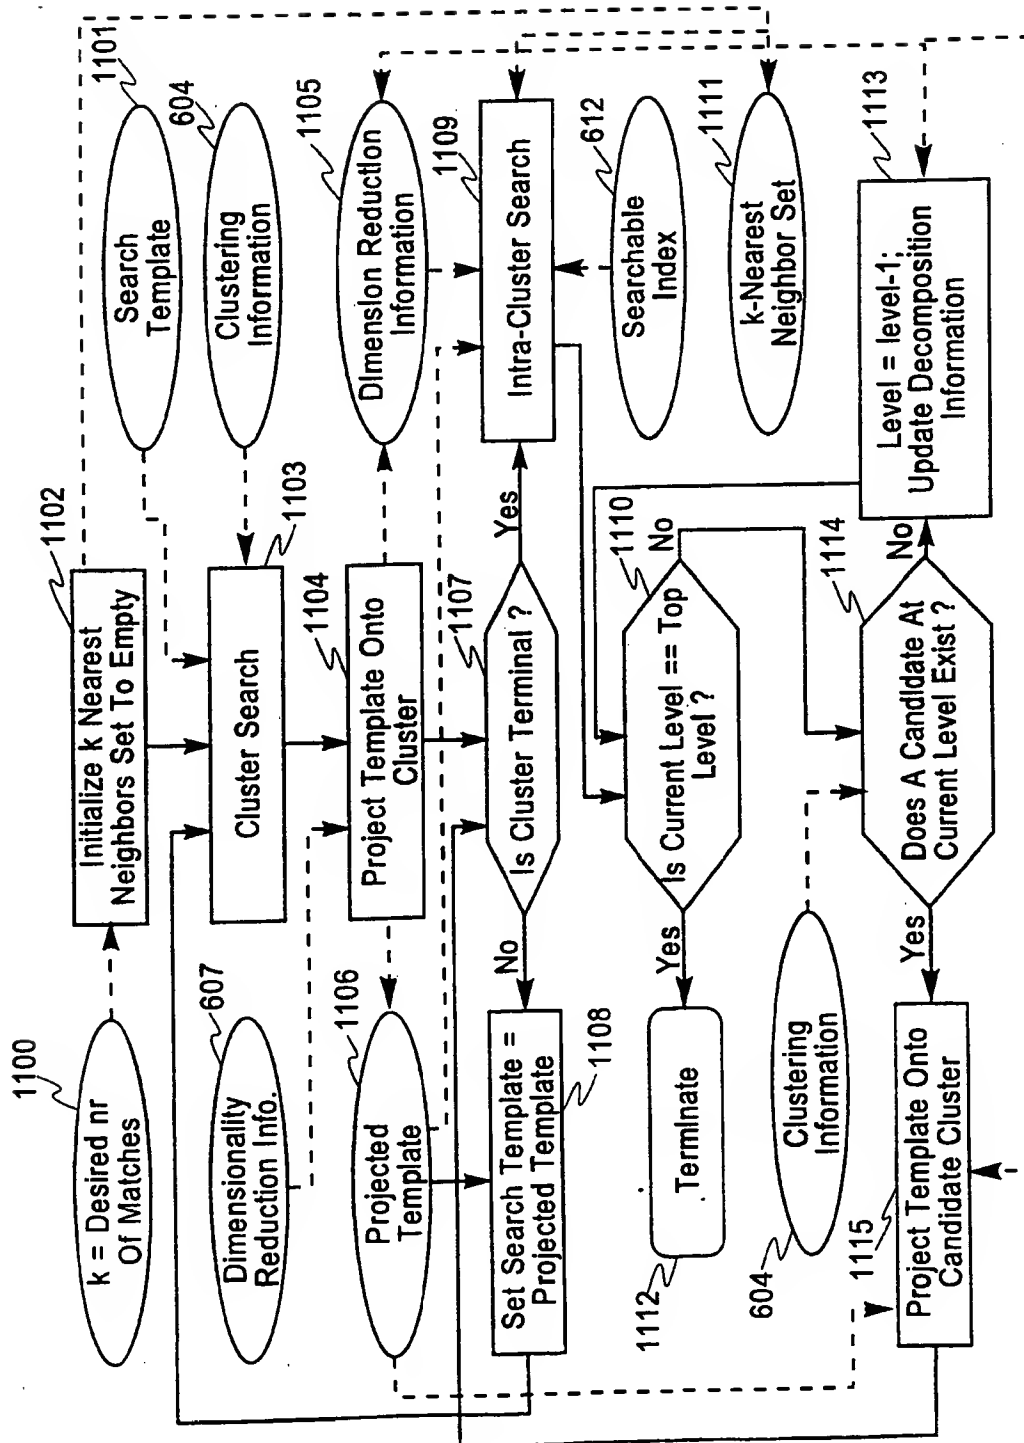 1100
k = Desired nr
Of Matches
1102
Initialize k Nearest
Neighbors Set To Empty
1101
Search
Template
604
Clustering
Information
1103
Cluster Search
607
Dimensionality
Reduction Info.
1104
Project Template Onto
Cluster
1105
Dimension Reduction
Information
1106
Projected
Template
1107
Is Cluster Terminal ?
Yes
No
1109
Intra-Cluster Search
1108
Set Search Template =
Projected Template
612
Searchable
Index
1110
Is Current Level == Top
Level ?
No
Yes
1112
Terminate
1111
k-Nearest
Neighbor Set
604
Clustering
Information
1114
Does A Candidate At
Current Level Exist ?
No
Yes
1113
Level = level-1;
Update Decomposition
Information
1115
Project Template Onto
Candidate Cluster